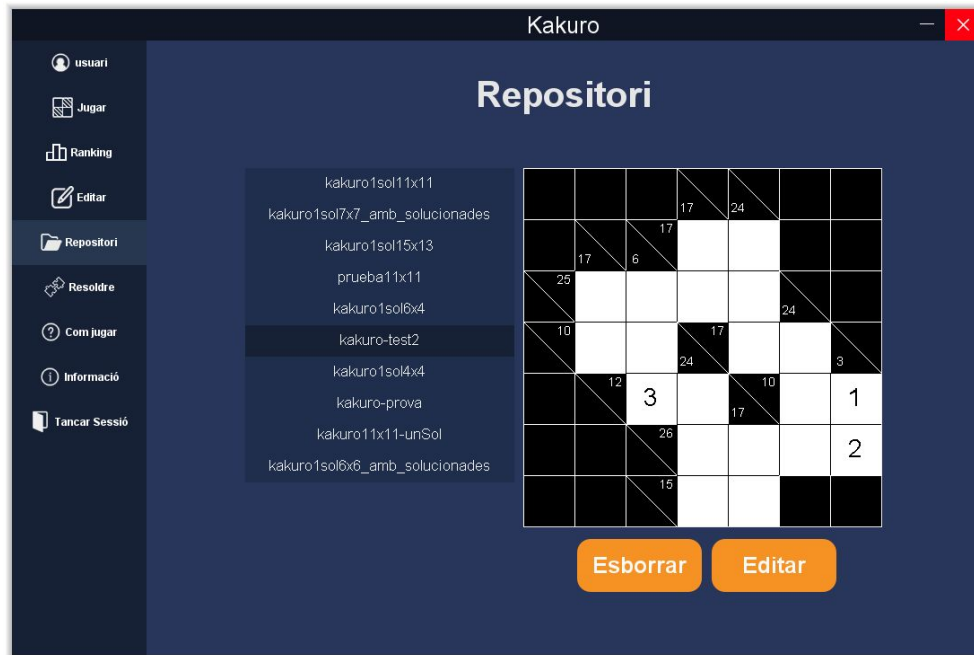 Kakuro
usuari
Jugar
Ranking
Editar
Repositori
Resoldre
Com jugar
Informació
Tancar Sessió
Repositori
kakuro1sol11x11
kakuro1sol7x7_amb_solucionades
kakuro1sol15x13
prueba11x11
kakuro1sol6x4
kakuro-test2
kakuro1sol4x4
kakuro-prova
kakuro11x11-unSol
kakuro1sol6x6_amb_solucionades
17 24
17 6 17
25 24
10 24 17 3
12 3 17 10 1
26 2
15
Esborrar Editar